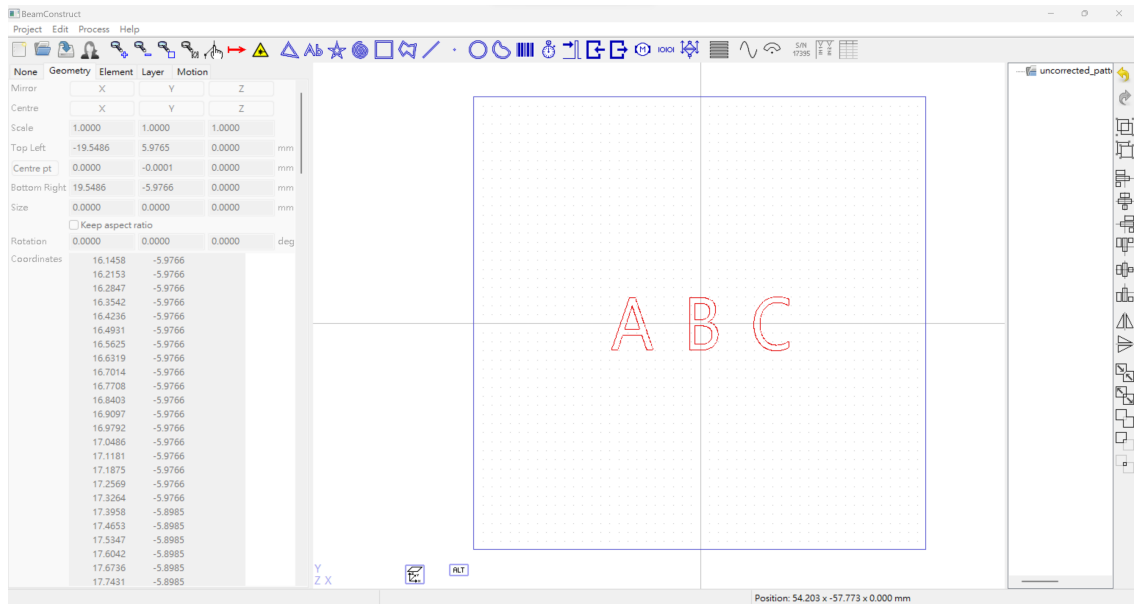 BeamConstruct
Project Edit Process Help
Ab S/N 17395
None Geometry Element Layer Motion
Mirror X Y Z
Centre X Y Z
Scale 1.0000 1.0000 1.0000
Top Left -19.5486 5.9765 0.0000 mm
Centre pt 0.0000 -0.0001 0.0000 mm
Bottom Right 19.5486 -5.9766 0.0000 mm
Size 0.0000 0.0000 0.0000 mm
Keep aspect ratio
Rotation 0.0000 0.0000 0.0000 deg
Coordinates 16.1458 -5.9766
16.2153 -5.9766
16.2847 -5.9766
16.3542 -5.9766
16.4236 -5.9766
16.4931 -5.9766
16.5625 -5.9766
16.6319 -5.9766
16.7014 -5.9766
16.7708 -5.9766
16.8403 -5.9766
16.9097 -5.9766
16.9792 -5.9766
17.0486 -5.9766
17.1181 -5.9766
17.1875 -5.9766
17.2569 -5.9766
17.3264 -5.9766
17.3958 -5.8985
17.4653 -5.8985
17.5347 -5.8985
17.6042 -5.8985
17.6736 -5.8985
17.7431 -5.8985
A B C
Y
Z X
ALT
uncorrected_patt
Position: 54.203 x -57.773 x 0.000 mm